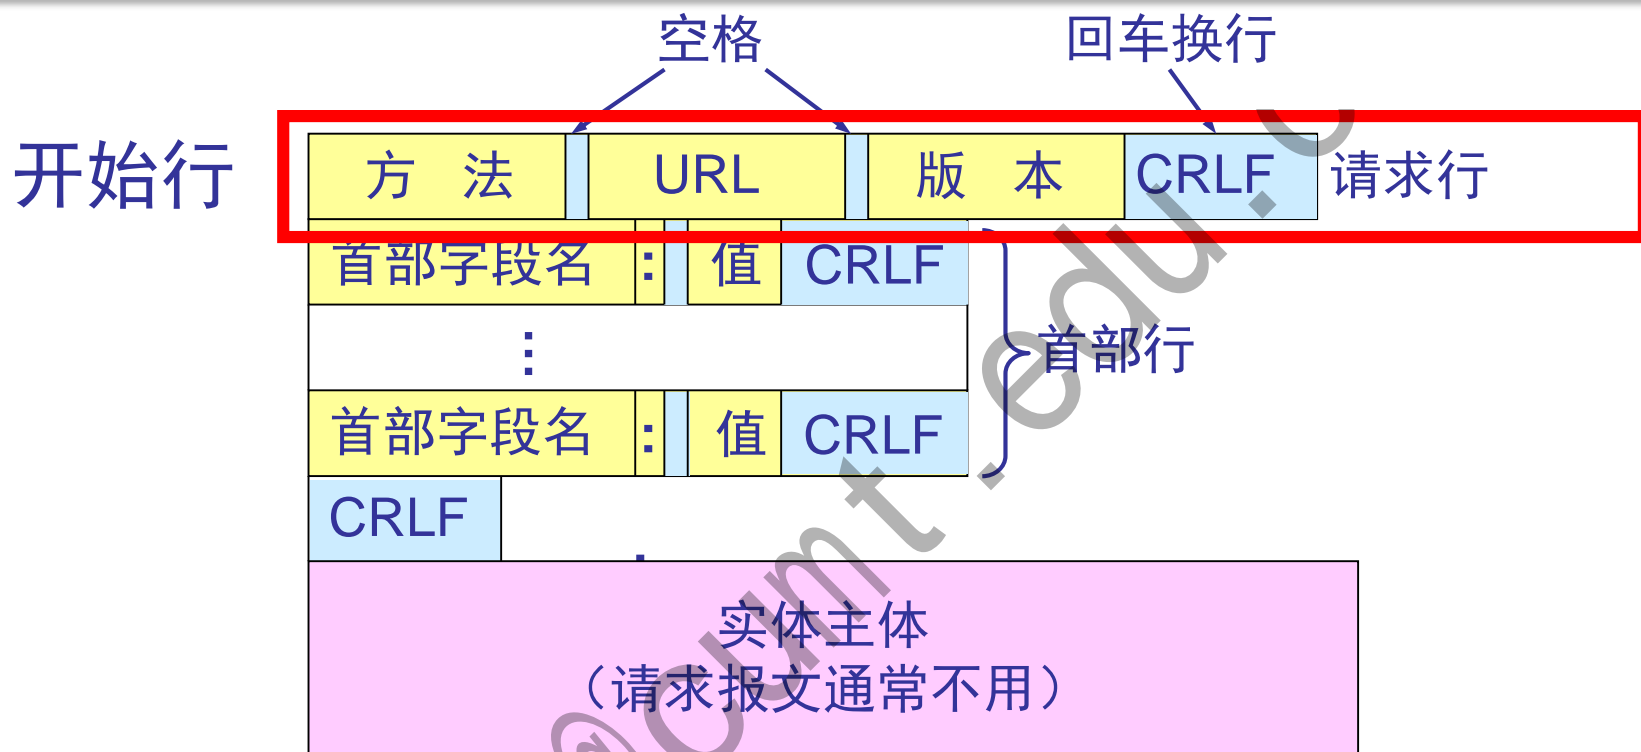 空格 回车换行
开始行 方 法 URL 版 本 CRLF 请求行
首部字段名 : 值 CRLF
⋮ 首部行
首部字段名 : 值 CRLF
CRLF
实体主体
（请求报文通常不用）
@cumt.edu.c